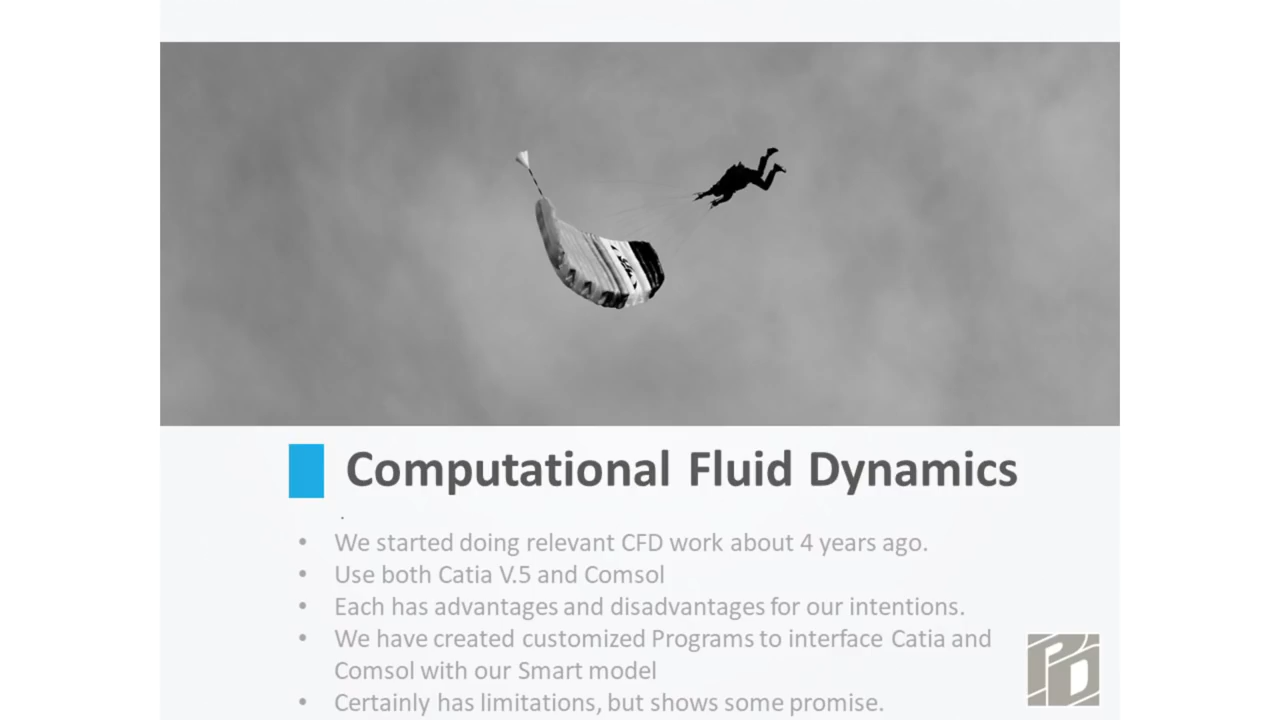 Computational Fluid Dynamics
.
• We started doing relevant CFD work about 4 years ago.
• Use both Catia V.5 and Comsol
• Each has advantages and disadvantages for our intentions.
• We have created customized Programs to interface Catia and
Comsol with our Smart model
• Certainly has limitations, but shows some promise.
PD